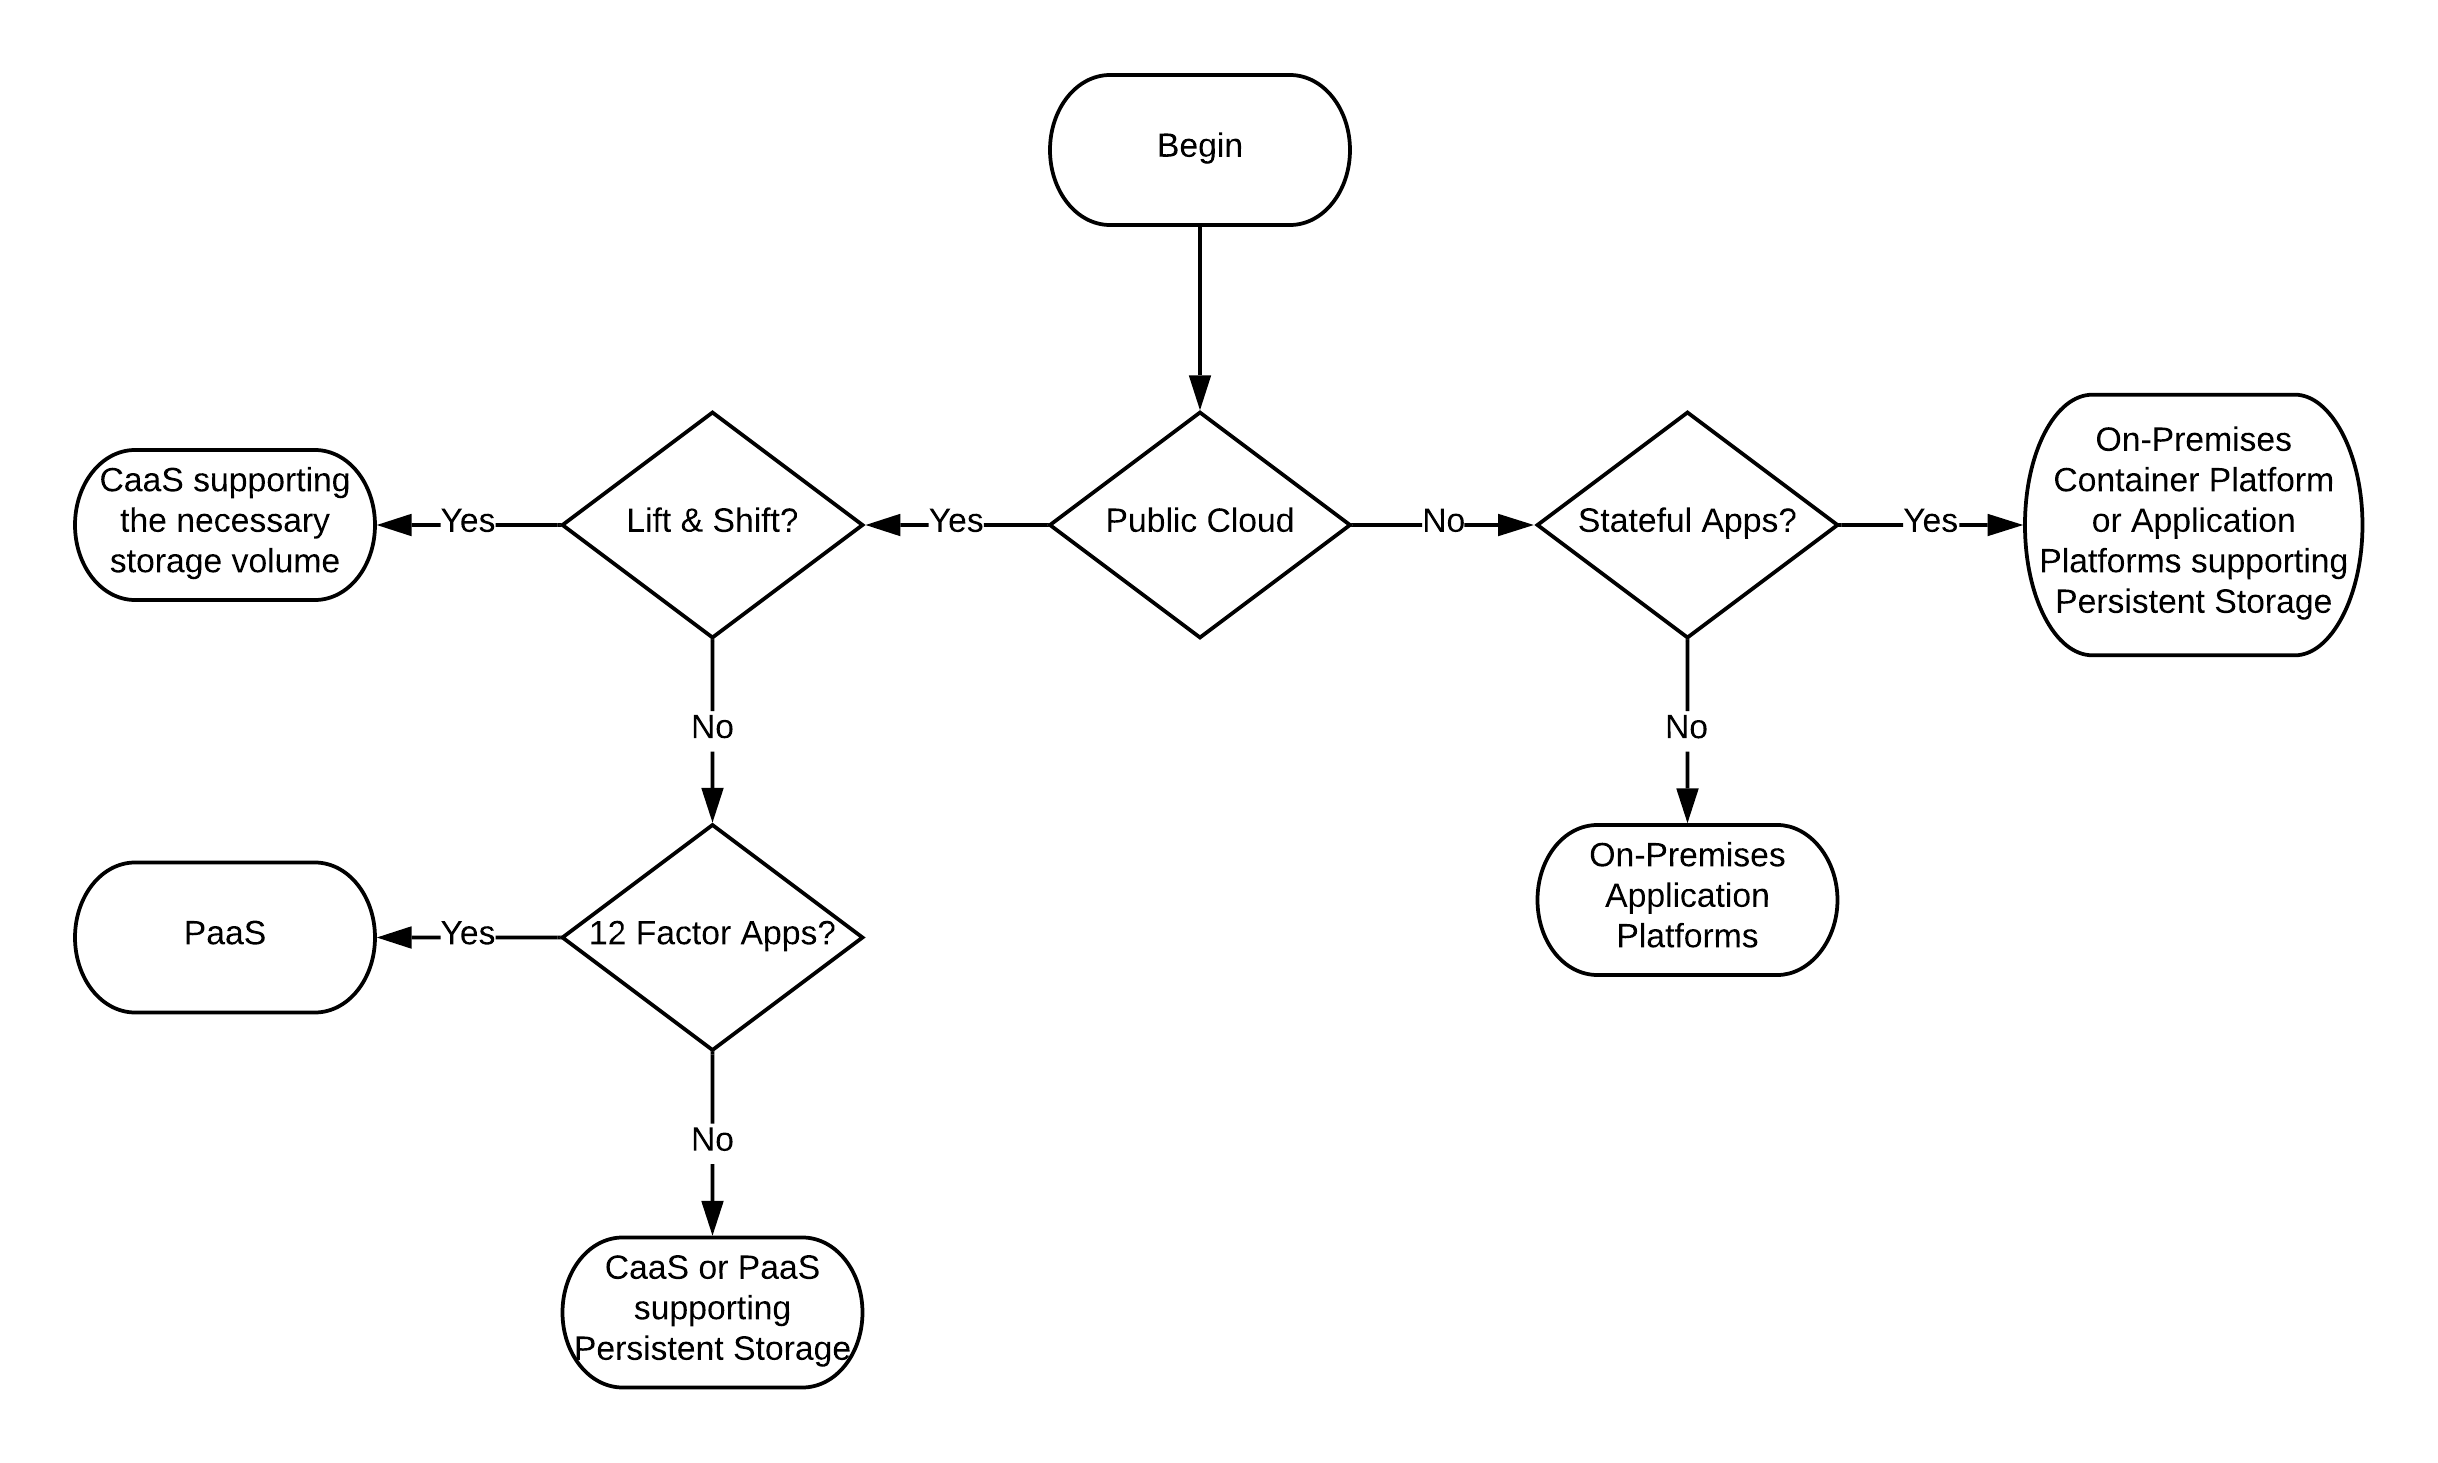 Begin
CaaS supporting
the necessary
storage volume
Yes
Lift & Shift?
Yes
Public Cloud
No
Stateful Apps?
Yes
On-Premises
Container Platform
or Application
Platforms supporting
Persistent Storage
No
No
PaaS
Yes
12 Factor Apps?
On-Premises
Application
Platforms
No
CaaS or PaaS
supporting
Persistent Storage